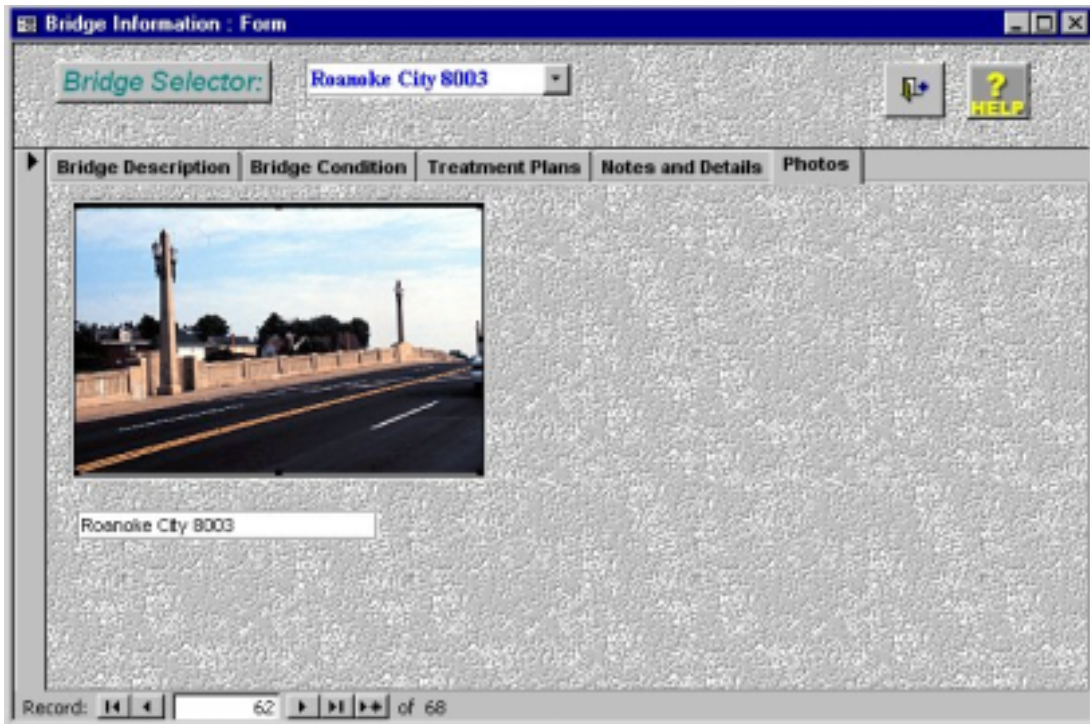 Bridge Information : Form
Bridge Selector: Roanoke City 8003
? HELP
Bridge Description Bridge Condition Treatment Plans Notes and Details Photos
Roanoke City 8003
Record: 62 of 68